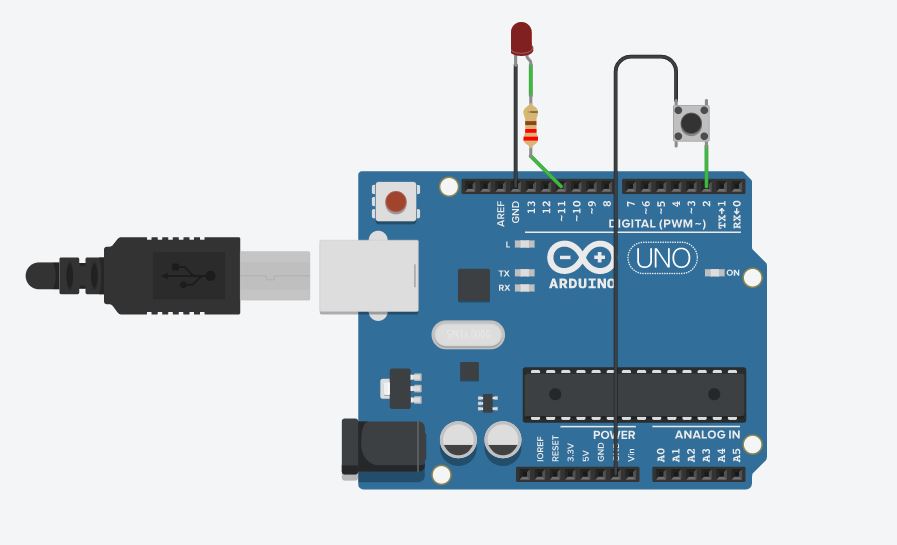 AREF
GND
13
12
~11
~10
~9
8
7
~6
~5
4
~3
2
TX→1
RX←0
DIGITAL (PWM~)
L
TX
RX
ARDUINO
UNO
ON
POWER
ANALOG IN
IOREF
RESET
3.3V
5V
GND
GND
Vin
A0
A1
A2
A3
A4
A5